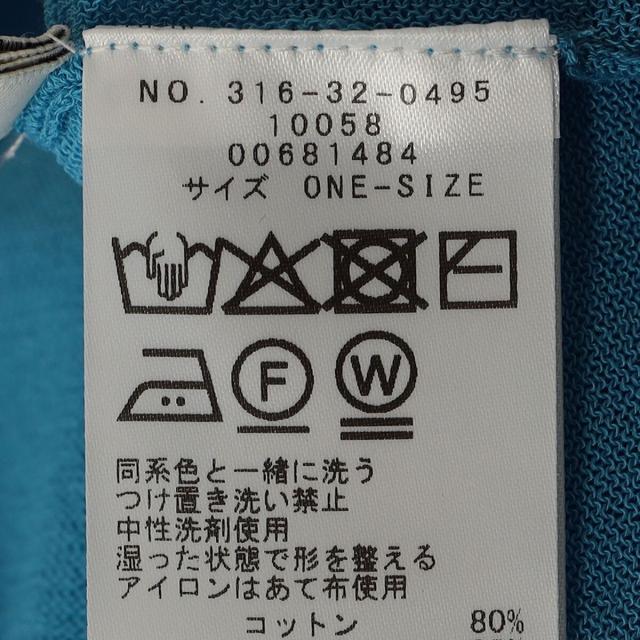 NO. 316-32-0495
10058
00681484
サイズ ONE-SIZE
F W
同系色と一緒に洗う
つけ置き洗い禁止
中性洗剤使用
湿った状態で形を整える
アイロンはあて布使用
コットン 80%